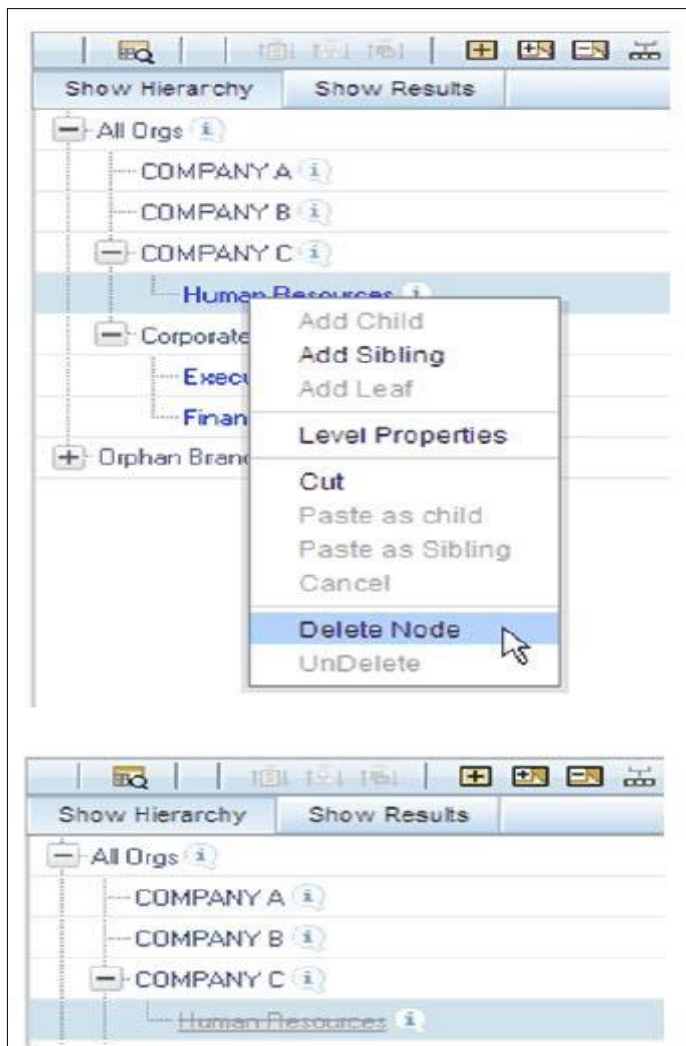 Show Hierarchy Show Results
All Orgs
COMPANY A
COMPANY B
COMPANY C
Human Resources
Add Child
Corporate
Add Sibling
Execu
Add Leaf
Finan
Level Properties
Orphan Branc
Cut
Paste as child
Paste as Sibling
Cancel
Delete Node
UnDelete
Show Hierarchy Show Results
All Orgs
COMPANY A
COMPANY B
COMPANY C
Human Resources